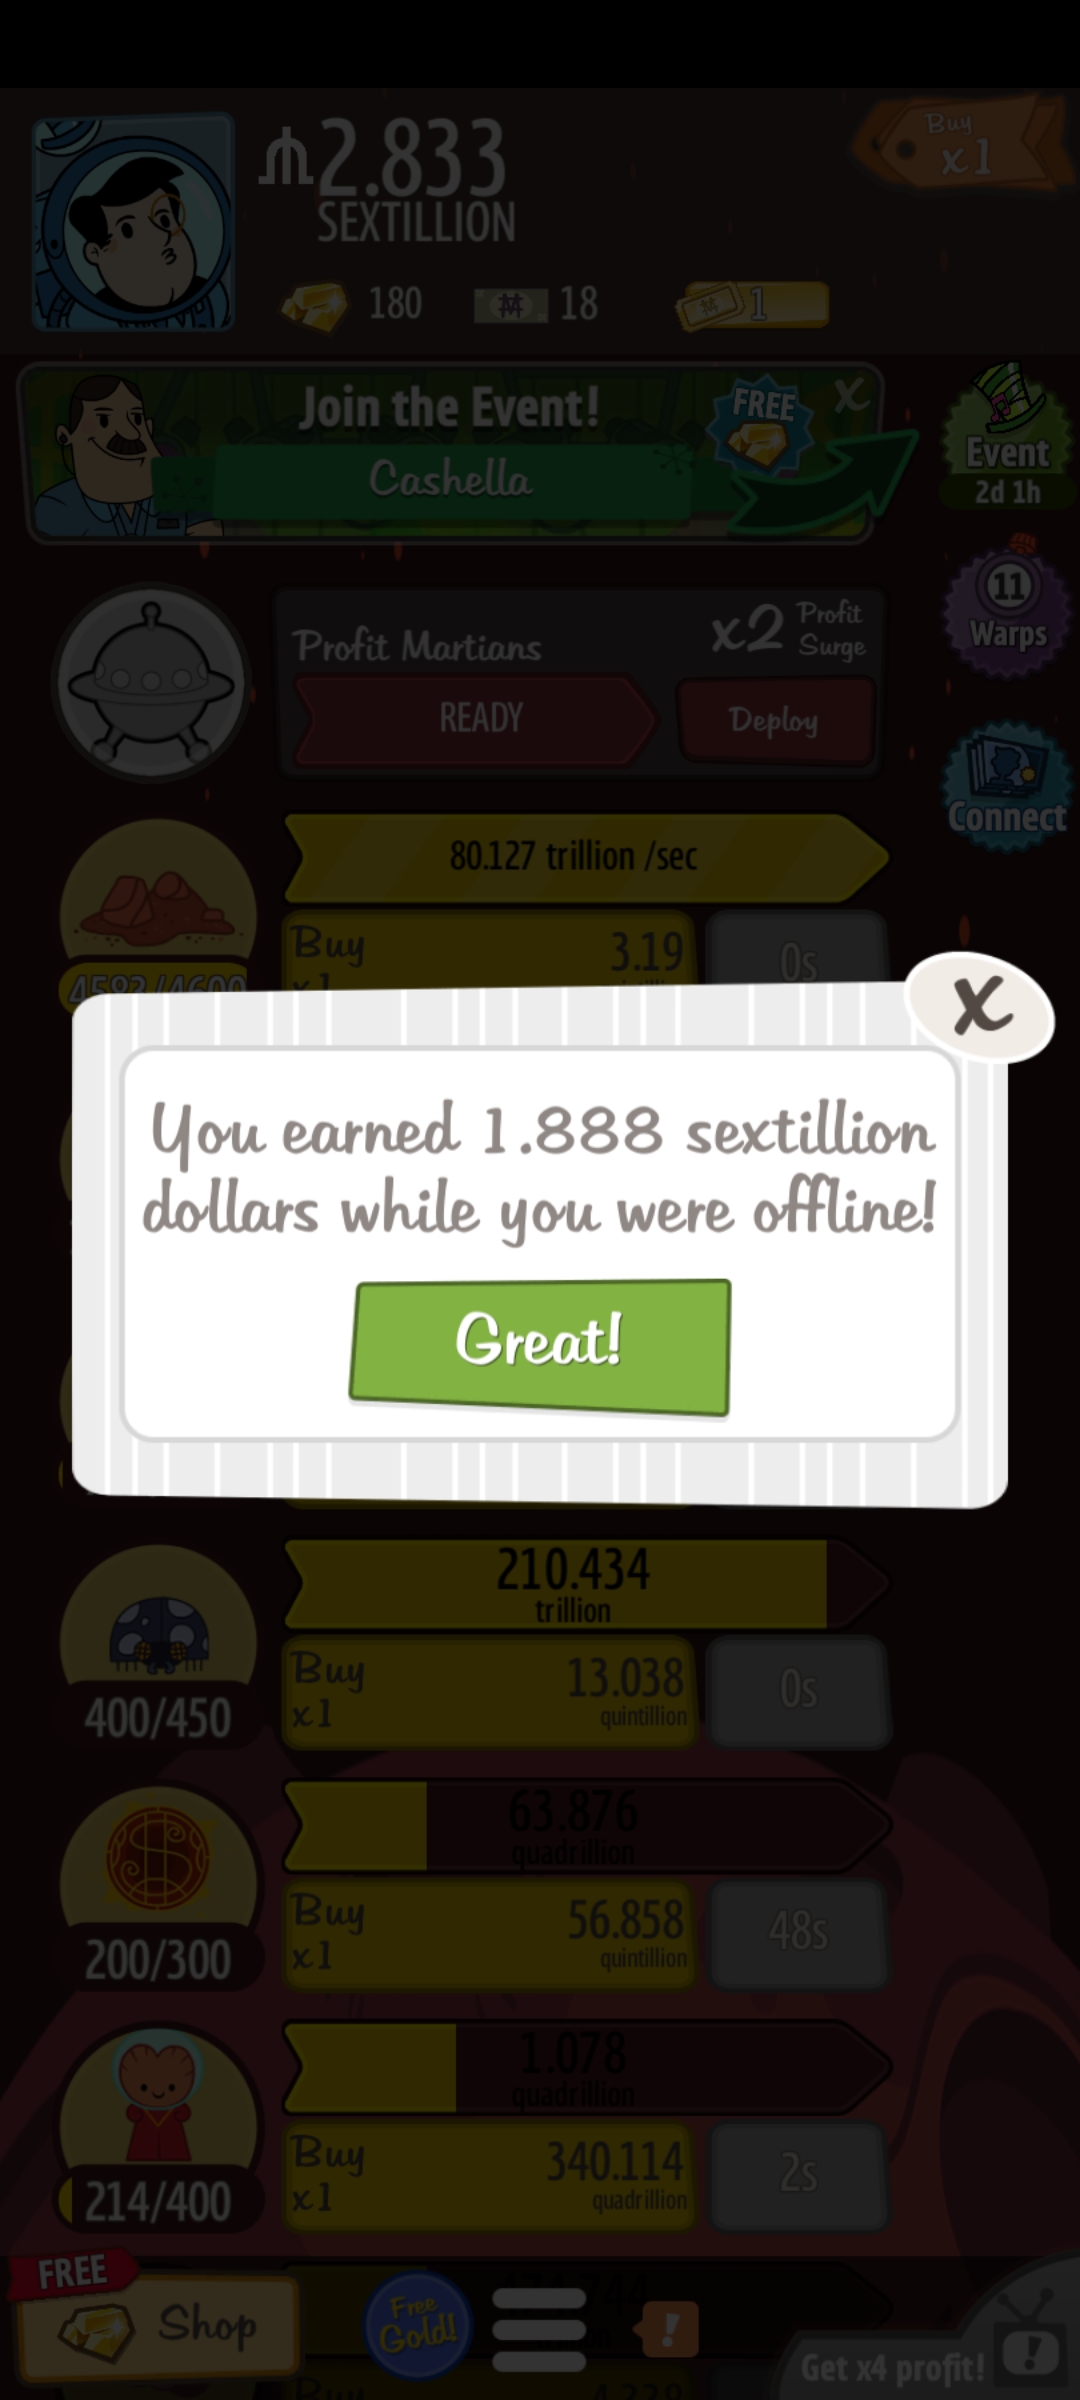 2.833
SEXTILLION
Buy
x1
180
18
1
Join the Event!
Cashella
FREE
x
Event
2d 1h
11
Warps
Profit Martians
x2 Profit
Surge
READY
Deploy
Connect
80.127 trillion /sec
Buy
x1
3.19
0s
4583/4600
X
You earned 1.888 sextillion
dollars while you were offline!
Great!
210.434
trillion
Buy
x1
13.038
quintillion
0s
400/450
63.876
quadrillion
Buy
x1
56.858
quintillion
48s
200/300
1.078
quadrillion
Buy
x1
340.114
quadrillion
2s
214/400
FREE
Shop
Free
Gold!
!
Get x4 profit!
!
Buy